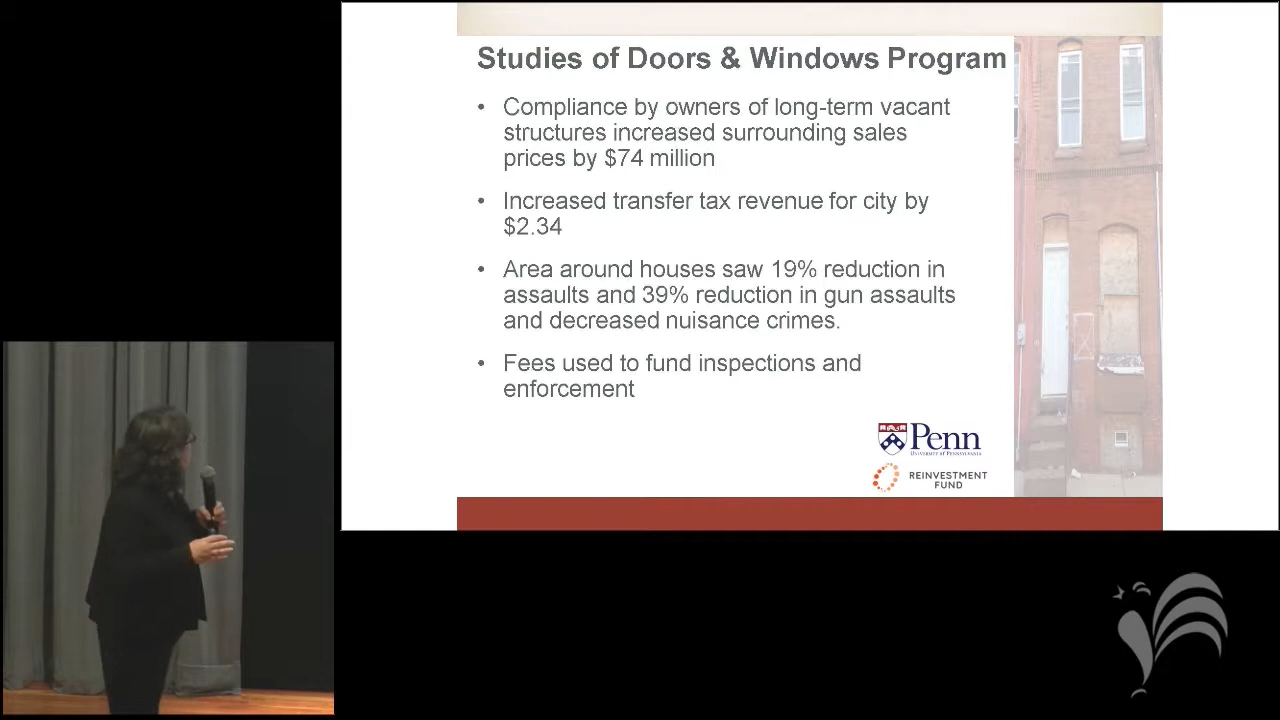 Studies of Doors & Windows Program
• Compliance by owners of long-term vacant
structures increased surrounding sales
prices by $74 million
• Increased transfer tax revenue for city by
$2.34
• Area around houses saw 19% reduction in
assaults and 39% reduction in gun assaults
and decreased nuisance crimes.
• Fees used to fund inspections and
enforcement
Penn
UNIVERSITY OF PENNSYLVANIA
REINVESTMENT
FUND